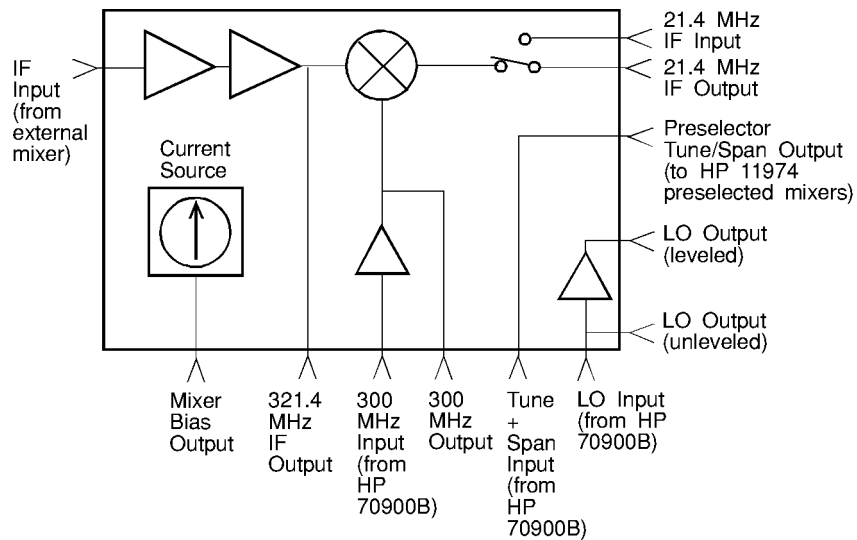 IF
Input
(from
external
mixer)
Current
Source
21.4 MHz
IF Input
21.4 MHz
IF Output
Preselector
Tune/Span Output
(to HP 11974
preselected mixers)
LO Output
(leveled)
LO Output
(unleveled)
Mixer
Bias
Output
321.4
MHz
IF
Output
300
MHz
Input
(from
HP
70900B)
300
MHz
Output
Tune
+
Span
Input
(from
HP
70900B)
LO Input
(from HP
70900B)